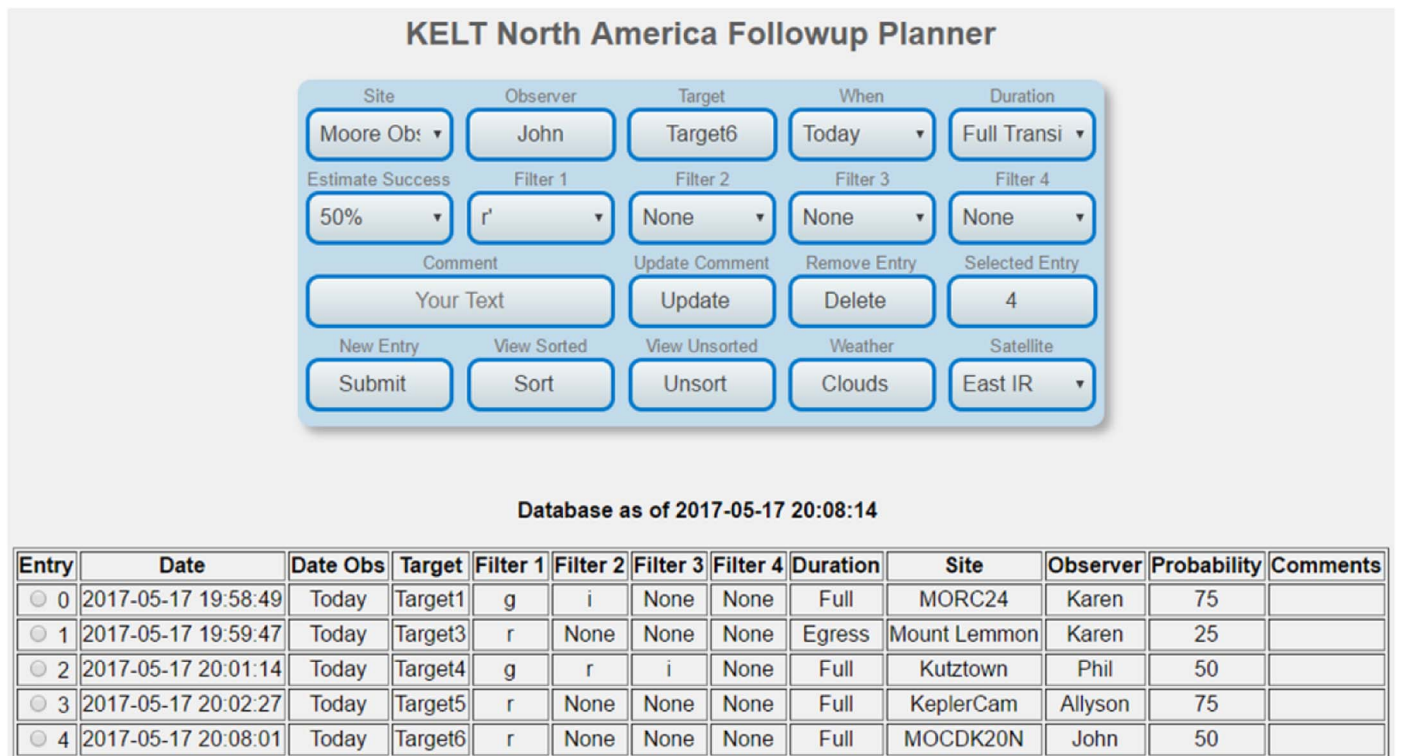 KELT North America Followup Planner
Site Observer Target When Duration
Moore Obs John Target6 Today Full Transi
Estimate Success Filter 1 Filter 2 Filter 3 Filter 4
50% r' None None None
Comment Update Comment Remove Entry Selected Entry
Your Text Update Delete 4
New Entry View Sorted View Unsorted Weather Satellite
Submit Sort Unsort Clouds East IR
Database as of 2017-05-17 20:08:14
Entry Date Date Obs Target Filter 1 Filter 2 Filter 3 Filter 4 Duration Site Observer Probability Comments
0 2017-05-17 19:58:49 Today Target1 g i None None Full MORC24 Karen 75
1 2017-05-17 19:59:47 Today Target3 r None None None Egress Mount Lemmon Karen 25
2 2017-05-17 20:01:14 Today Target4 g r i None Full Kutztown Phil 50
3 2017-05-17 20:02:27 Today Target5 r None None None Full KeplerCam Allyson 75
4 2017-05-17 20:08:01 Today Target6 r None None None Full MOCDK20N John 50